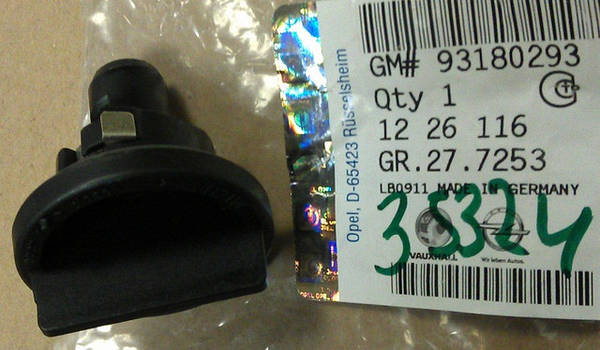 GM# 93180293
Qty 1
12 26 116
GR.27.7253
LB0911 MADE IN GERMANY
35324
VAUXHALL
Wir leben Autos.
Opel, D-65423 Rüsselsheim